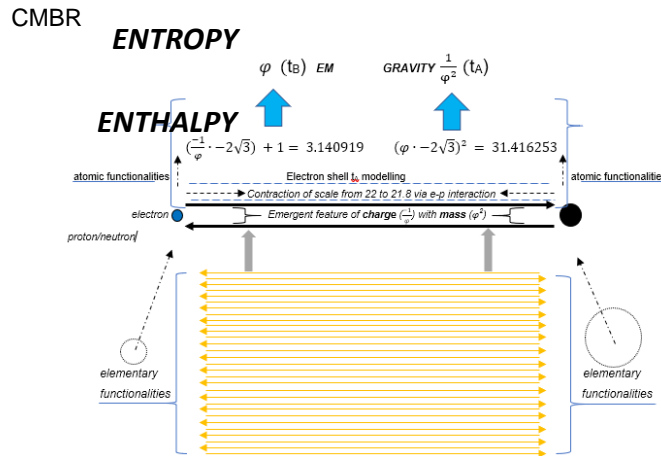 CMBR
ENTROPY
φ (tB) EM
GRAVITY 1/φ² (tA)
ENTHALPY
(−1/φ · −2√3) + 1 = 3.140919
(φ · −2√3)² = 31.416253
atomic functionalities
Electron shell tA modelling
atomic functionalities
Contraction of scale from 22 to 21.8 via e-p interaction
electron
Emergent feature of charge (−1/φ) with mass (φ²)
proton/neutron
elementary
functionalities
elementary
functionalities